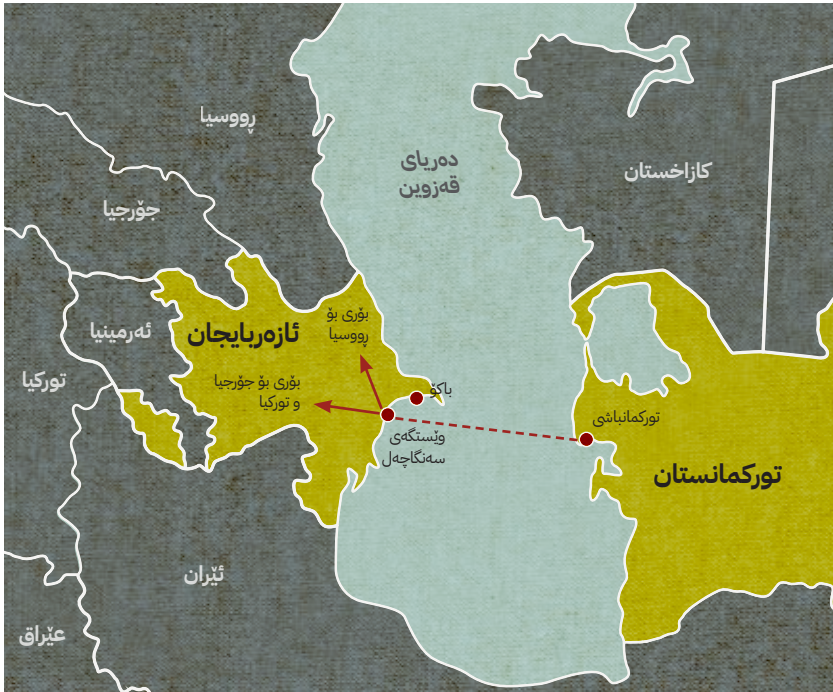 ڕووسیا
دەریای
قەزوین
کازاخستان
جۆرجیا
ئەرمینیا
ئازەربایجان
بۆری بۆ
ڕووسیا
تورکیا
بۆری بۆ جۆرجیا
و تورکیا
باکۆ
تورکمانباشی
وێستگەی
سەنگاچەل
تورکمانستان
ئێران
عێراق